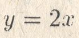 y = 2x